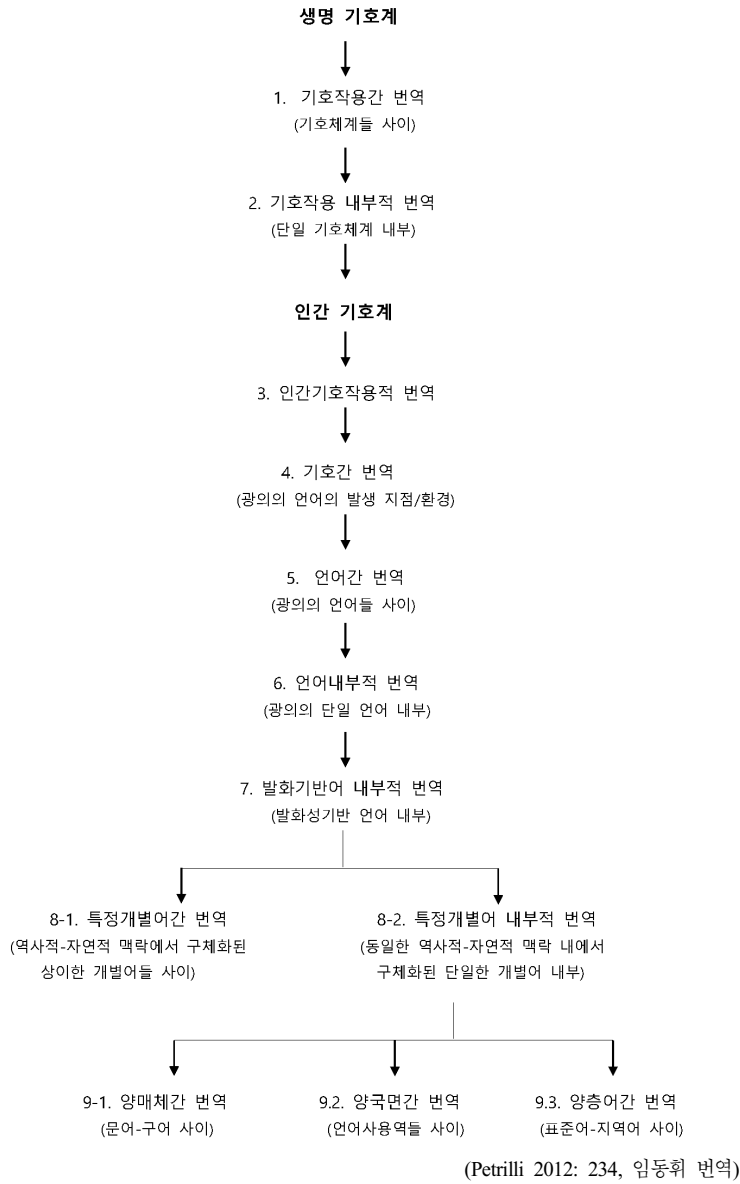 생명 기호계
1. 기호작용간 번역
(기호체계들 사이)
2. 기호작용 내부적 번역
(단일 기호체계 내부)
인간 기호계
3. 인간기호작용적 번역
4. 기호간 번역
(광의의 언어의 발생 지점/환경)
5. 언어간 번역
(광의의 언어들 사이)
6. 언어내부적 번역
(광의의 단일 언어 내부)
7. 발화기반어 내부적 번역
(발화성기반 언어 내부)
8-1. 특정개별어간 번역
(역사적-자연적 맥락에서 구체화된
상이한 개별어들 사이)
8-2. 특정개별어 내부적 번역
(동일한 역사적-자연적 맥락 내에서
구체화된 단일한 개별어 내부)
9-1. 양매체간 번역
(문어-구어 사이)
9.2. 양국면간 번역
(언어사용역들 사이)
9.3. 양층어간 번역
(표준어-지역어 사이)
(Petrilli 2012: 234, 임동휘 번역)